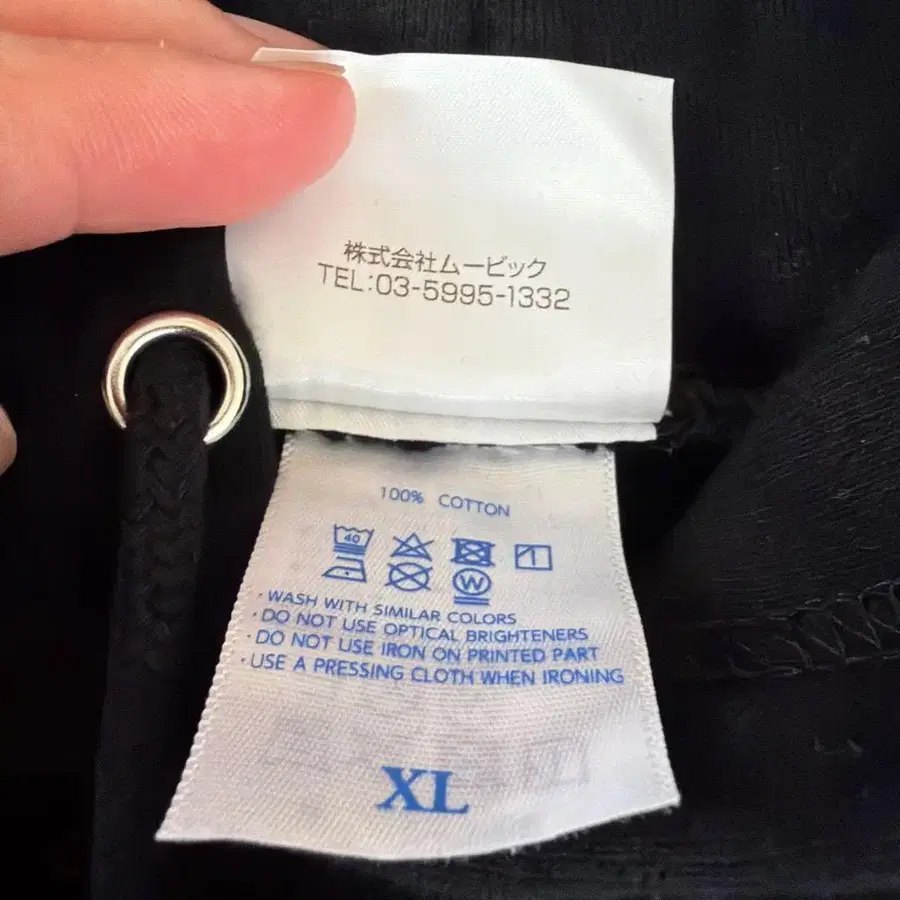 株式会社ムービック
TEL:03-5995-1332
100% COTTON
40
W
· WASH WITH SIMILAR COLORS
· DO NOT USE OPTICAL BRIGHTENERS
· DO NOT USE IRON ON PRINTED PART
· USE A PRESSING CLOTH WHEN IRONING
XL